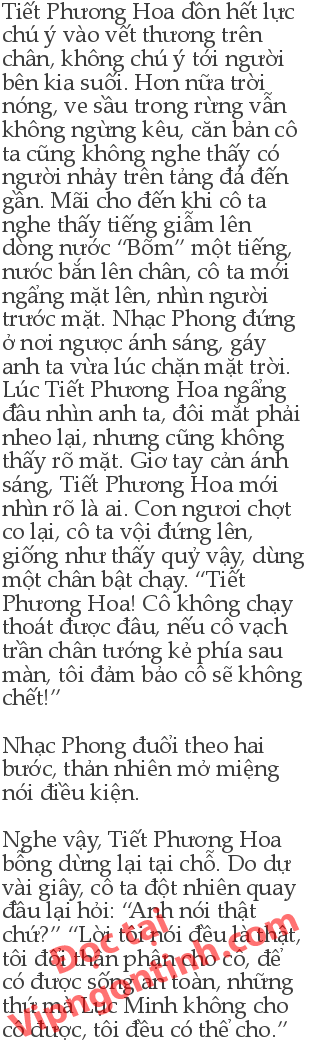 Tiết Phương Hoa dồn hết lực
chú ý vào vết thương trên
chân, không chú ý tới người
bên kia suối. Hơn nữa trời
nóng, ve sầu trong rừng vẫn
không ngừng kêu, căn bản cô
ta cũng không nghe thấy có
người nhảy trên tảng đá đến
gần. Mãi cho đến khi cô ta
nghe thấy tiếng giẫm lên
dòng nước “Bõm” một tiếng,
nước bắn lên chân, cô ta mới
ngẩng mặt lên, nhìn người
trước mặt. Nhạc Phong đứng
ở nơi ngược ánh sáng, gáy
anh ta vừa lúc chặn mặt trời.
Lúc Tiết Phương Hoa ngẩng
đầu nhìn anh ta, đôi mắt phải
nheo lại, nhưng cũng không
thấy rõ mặt. Giơ tay cản ánh
sáng, Tiết Phương Hoa mới
nhìn rõ là ai. Con ngươi chợt
co lại, cô ta vội đứng lên,
giống như thấy quỷ vậy, dùng
một chân bật chạy. “Tiết
Phương Hoa! Cô không chạy
thoát được đâu, nếu cô vạch
trần chân tướng kẻ phía sau
màn, tôi đảm bảo cô sẽ không
chết!”

Nhạc Phong đuổi theo hai
bước, thản nhiên mở miệng
nói điều kiện.

Nghe vậy, Tiết Phương Hoa
bỗng dừng lại tại chỗ. Do dự
vài giây, cô ta đột nhiên quay
đầu lại hỏi: “Anh nói thật
chứ?” “Lời tôi nói đều là thật,
tôi đổi thân phận cho cô, để
cô được sống an toàn, những
thứ mà Lục Minh không cho
cô được, tôi đều có thể cho.”
Đọc tại
Vipngontinh.com